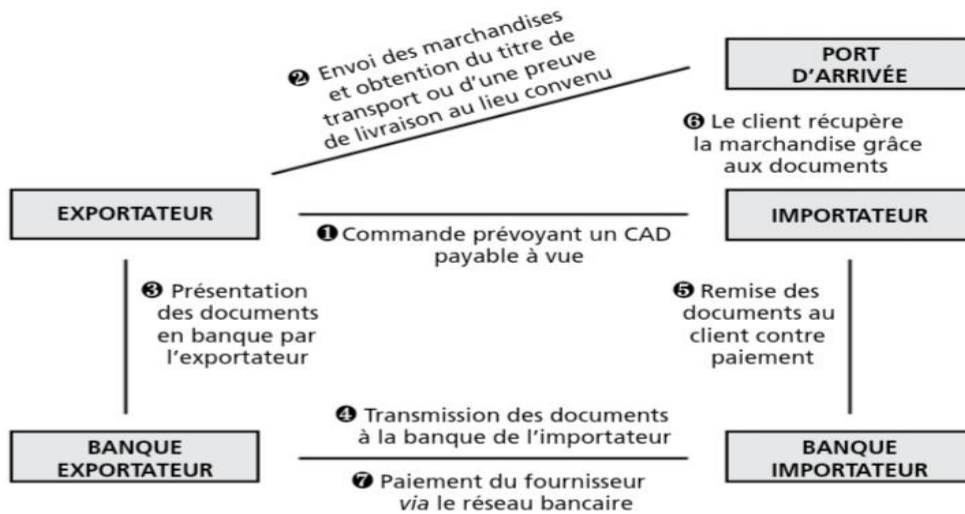 ❷ Envoi des marchandises
et obtention du titre de
transport ou d'une preuve
de livraison au lieu convenu
PORT
D'ARRIVÉE
❻ Le client récupère
la marchandise grâce
aux documents
EXPORTATEUR
IMPORTATEUR
❶ Commande prévoyant un CAD
payable à vue
❸ Présentation
des documents
en banque par
l'exportateur
❺ Remise des
documents au
client contre
paiement
❹ Transmission des documents
à la banque de l'importateur
BANQUE
EXPORTATEUR
BANQUE
IMPORTATEUR
❼ Paiement du fournisseur
via le réseau bancaire